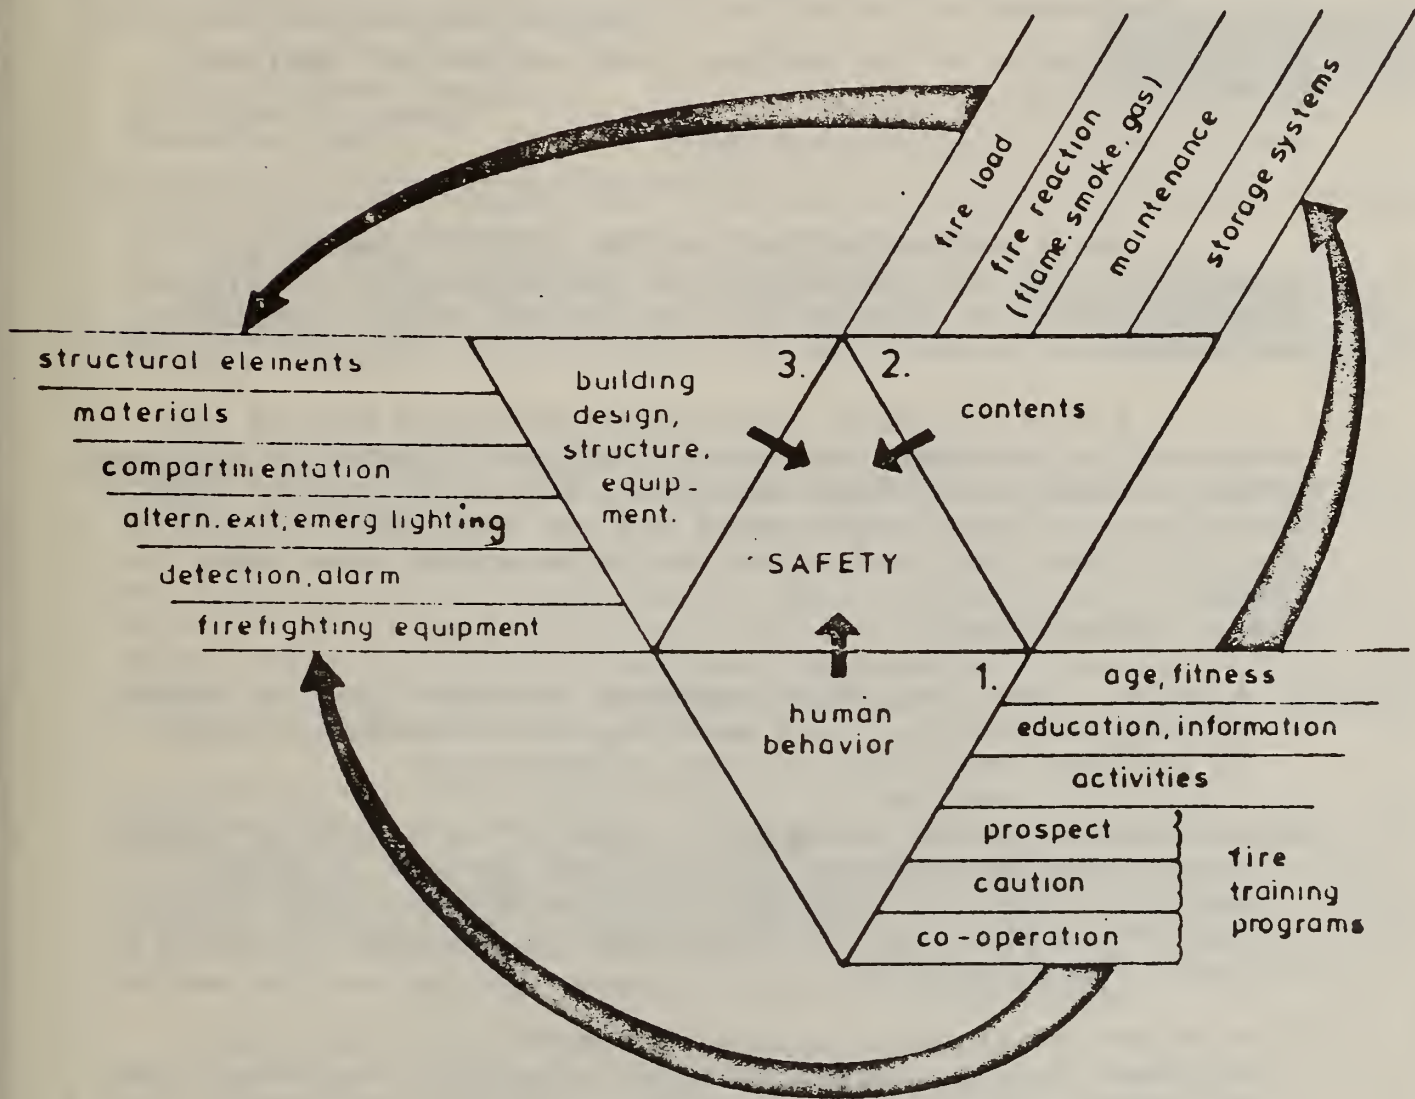 fire load
fire reaction
(flame. smoke, gas)
maintenance
storage systems
structural elements
materials
compartmentation
altern. exit, emerg lighting
detection, alarm
firefighting equipment
3.
building
design,
structure,
equip-
ment.
2.
contents
SAFETY
1.
human
behavior
age, fitness
education, information
activities
prospect
caution
co-operation
fire
training
programs